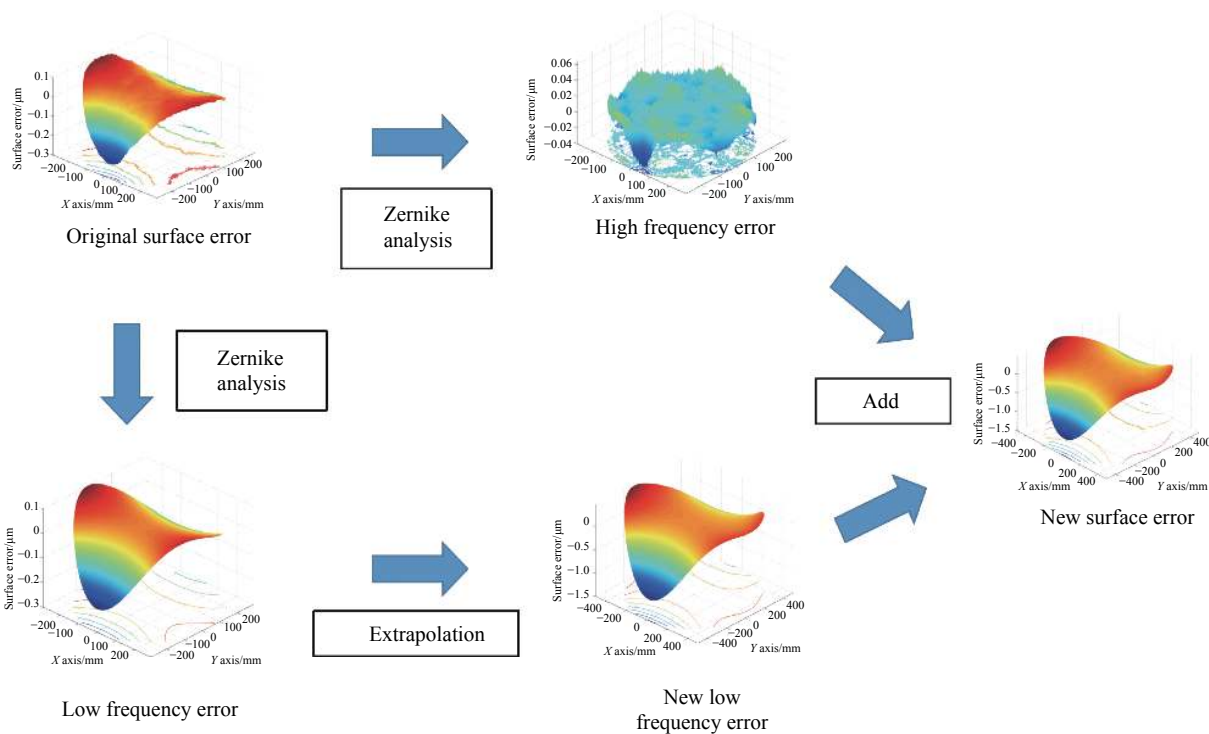 0.1
0
−0.1
−0.2
−0.3
Surface error/μm
−200
−100
0
100
200
X axis/mm
−200
−100
0
100
200
Y axis/mm
Original surface error
Zernike
analysis
0.06
0.04
0.02
0
−0.02
−0.04
Surface error/μm
−200
−100
0
100
200
X axis/mm
−200
−100
0
100
200
Y axis/mm
High frequency error
Zernike
analysis
0.1
0
−0.1
−0.2
−0.3
Surface error/μm
−200
−100
0
100
200
X axis/mm
−200
−100
0
100
200
Y axis/mm
Low frequency error
Extrapolation
0
−0.5
−1.0
−1.5
Surface error/μm
−400
−200
0
200
400
X axis/mm
−400
−200
0
200
400
Y axis/mm
New low
frequency error
Add
0
−0.5
−1.0
−1.5
Surface error/μm
−400
−200
0
200
400
X axis/mm
−400
−200
0
200
400
Y axis/mm
New surface error